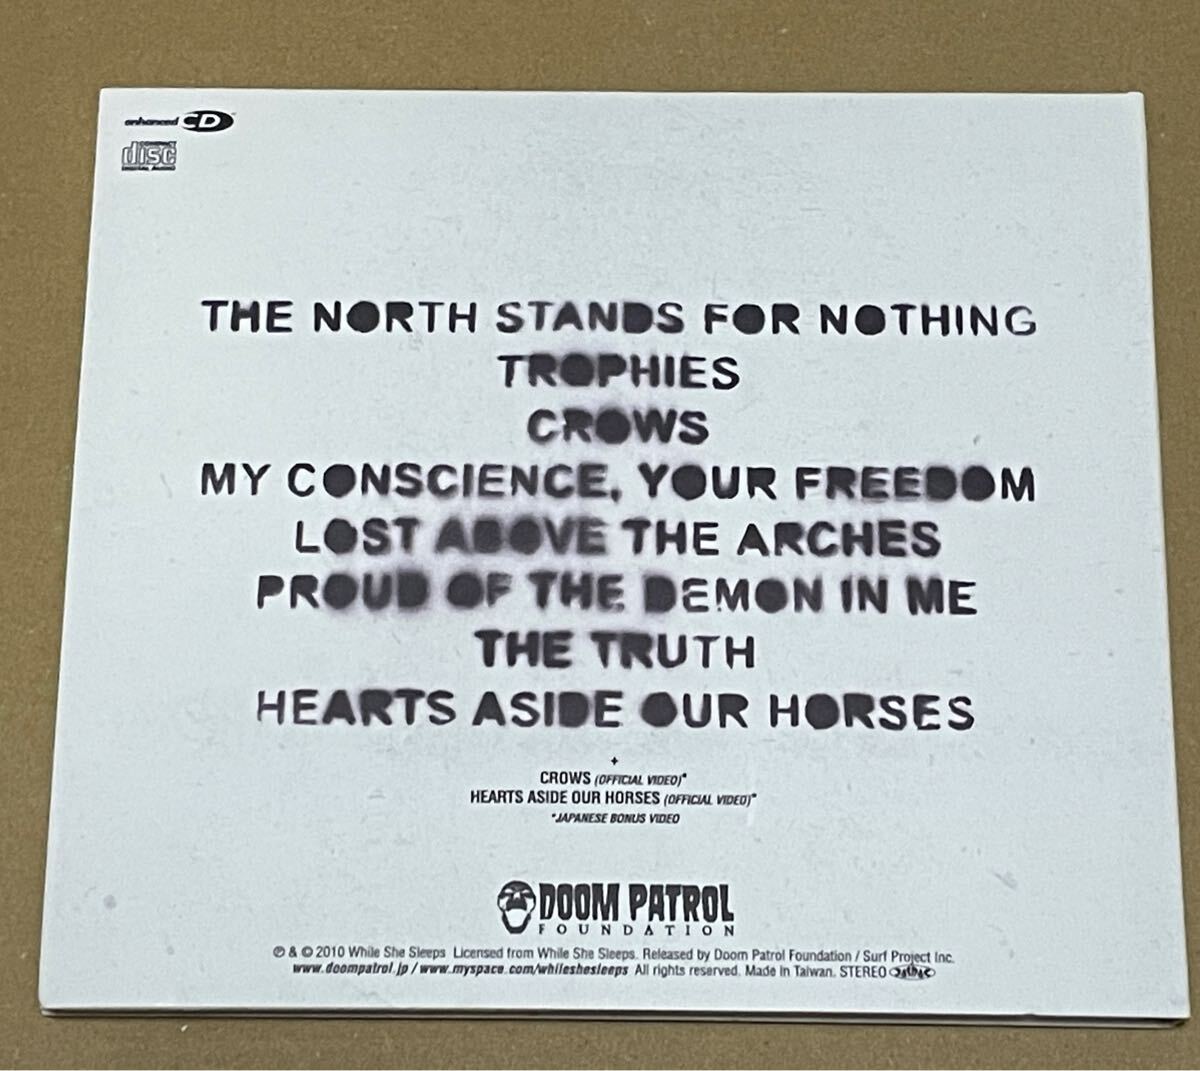 enhanced CD
COMPACT
disc
DIGITAL AUDIO
THE NORTH STANDS FOR NOTHING
TROPHIES
CROWS
MY CONSCIENCE, YOUR FREEDOM
LOST ABOVE THE ARCHES
PROUD OF THE DEMON IN ME
THE TRUTH
HEARTS ASIDE OUR HORSES
+
CROWS (OFFICIAL VIDEO)*
HEARTS ASIDE OUR HORSES (OFFICIAL VIDEO)*
*JAPANESE BONUS VIDEO
DOOM PATROL
FOUNDATION
℗ & © 2010 While She Sleeps Licensed from While She Sleeps. Released by Doom Patrol Foundation / Surf Project Inc.
www.doompatrol.jp / www.myspace.com/whileshesleeps All rights reserved. Made in Taiwan. STEREO